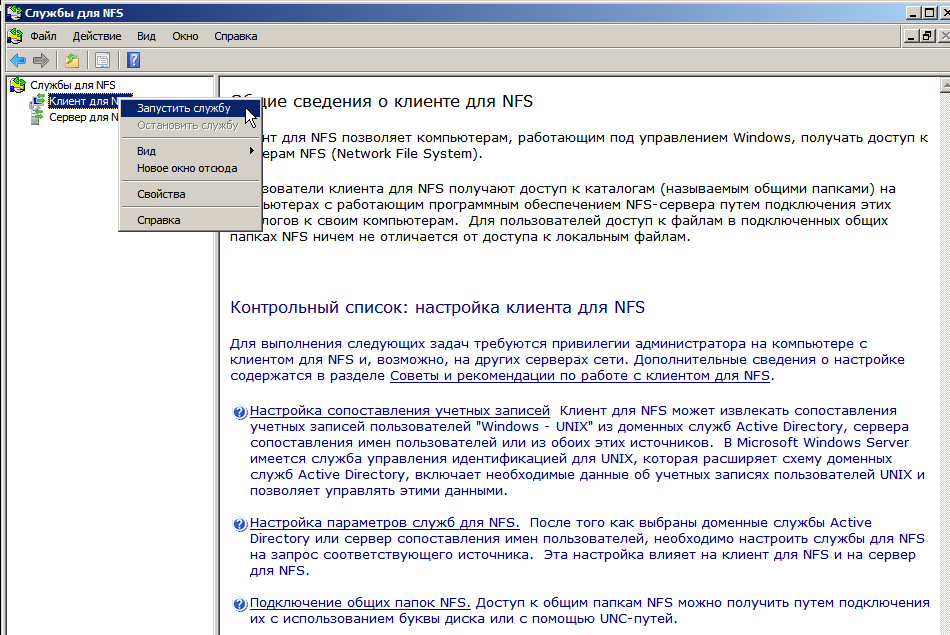 Службы для NFS
Файл Действие Вид Окно Справка
Службы для NFS
Клиент для N
Сервер для N
Запустить службу
Остановить службу
Вид
Новое окно отсюда
Свойства
Справка
сведения о клиенте для NFS
для NFS позволяет компьютерам, работающим под управлением Windows, получать доступ к
NFS (Network File System).
клиента для NFS получают доступ к каталогам (называемым общими папками) на
с работающим программным обеспечением NFS-сервера путем подключения этих
к своим компьютерам. Для пользователей доступ к файлам в подключенных общих
папках NFS ничем не отличается от доступа к локальным файлам.
Контрольный список: настройка клиента для NFS
Для выполнения следующих задач требуются привилегии администратора на компьютере с
клиентом для NFS и, возможно, на других серверах сети. Дополнительные сведения о настройке
содержатся в разделе Советы и рекомендации по работе с клиентом для NFS.
Настройка сопоставления учетных записей Клиент для NFS может извлекать сопоставления
учетных записей пользователей "Windows - UNIX" из доменных служб Active Directory, сервера
сопоставления имен пользователей или из обоих этих источников. В Microsoft Windows Server
имеется служба управления идентификацией для UNIX, которая расширяет схему доменных
служб Active Directory, включает необходимые данные об учетных записях пользователей UNIX и
позволяет управлять этими данными.
Настройка параметров служб для NFS. После того как выбраны доменные службы Active
Directory или сервер сопоставления имен пользователей, необходимо настроить службы для NFS
на запрос соответствующего источника. Эта настройка влияет на клиент для NFS и на сервер
для NFS.
Подключение общих папок NFS. Доступ к общим папкам NFS можно получить путем подключения
их с использованием буквы диска или с помощью UNC-путей.